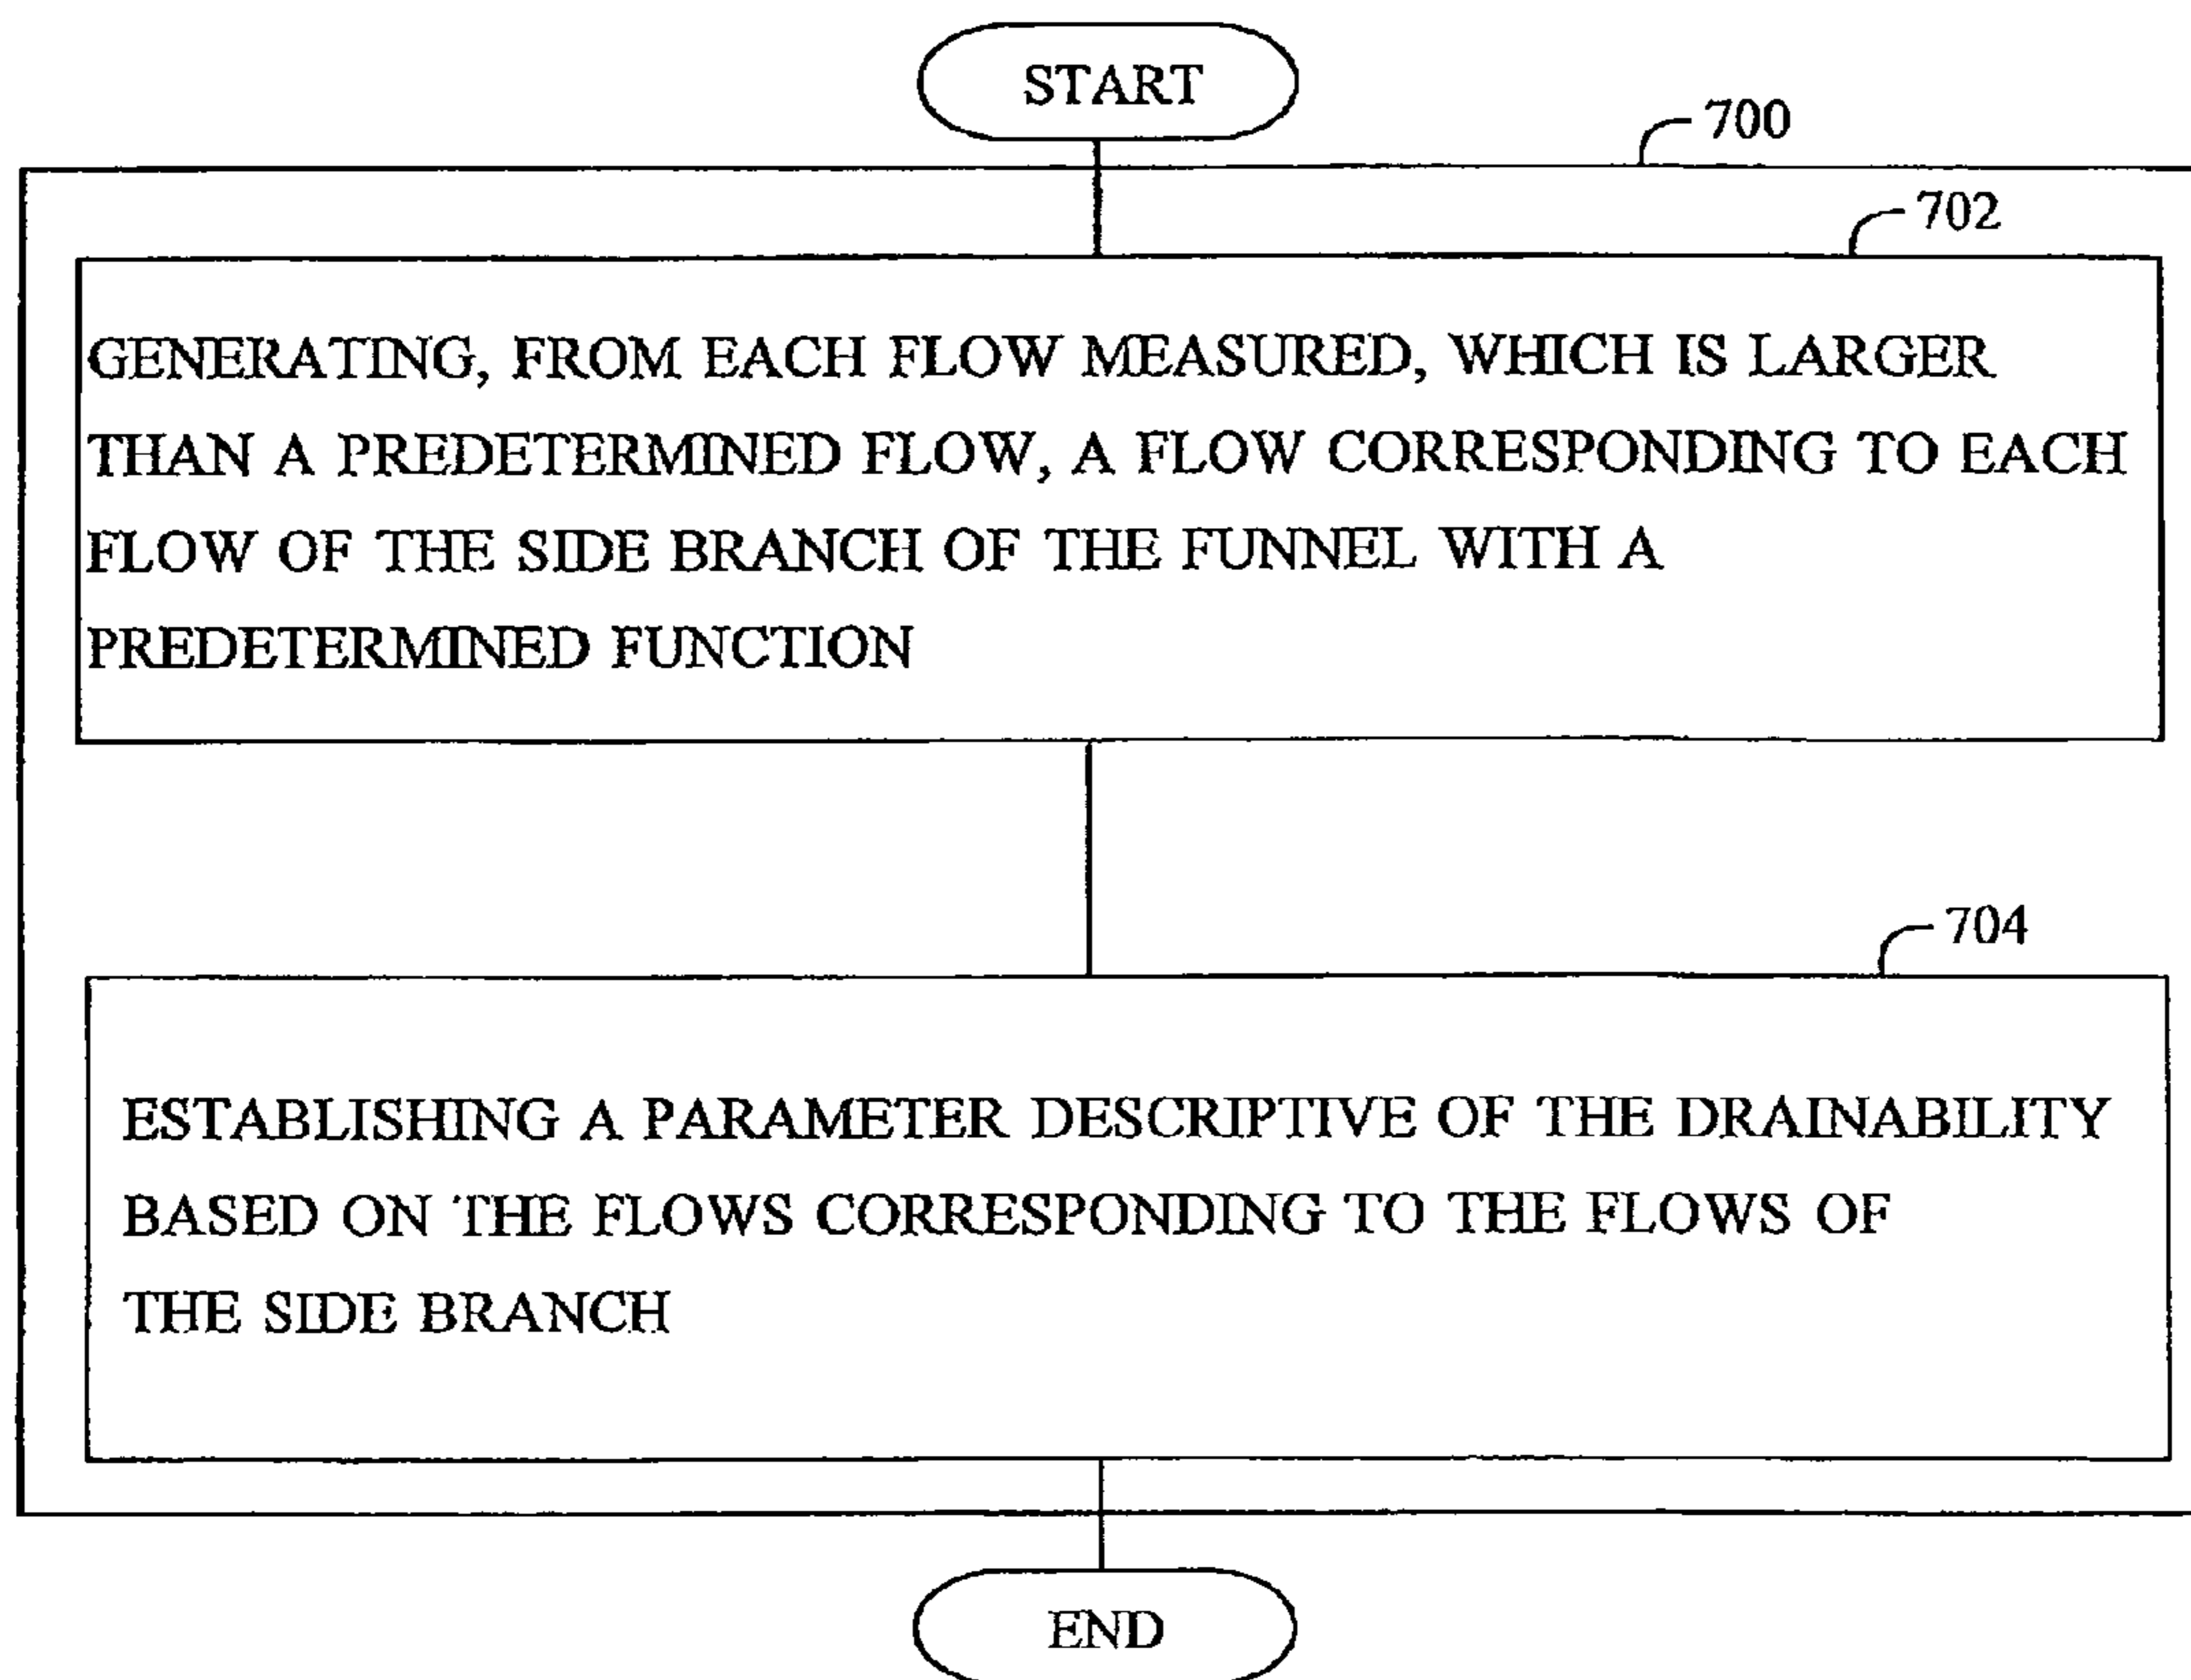 START
700
702
GENERATING, FROM EACH FLOW MEASURED, WHICH IS LARGER
THAN A PREDETERMINED FLOW, A FLOW CORRESPONDING TO EACH
FLOW OF THE SIDE BRANCH OF THE FUNNEL WITH A
PREDETERMINED FUNCTION
704
ESTABLISHING A PARAMETER DESCRIPTIVE OF THE DRAINABILITY
BASED ON THE FLOWS CORRESPONDING TO THE FLOWS OF
THE SIDE BRANCH
END